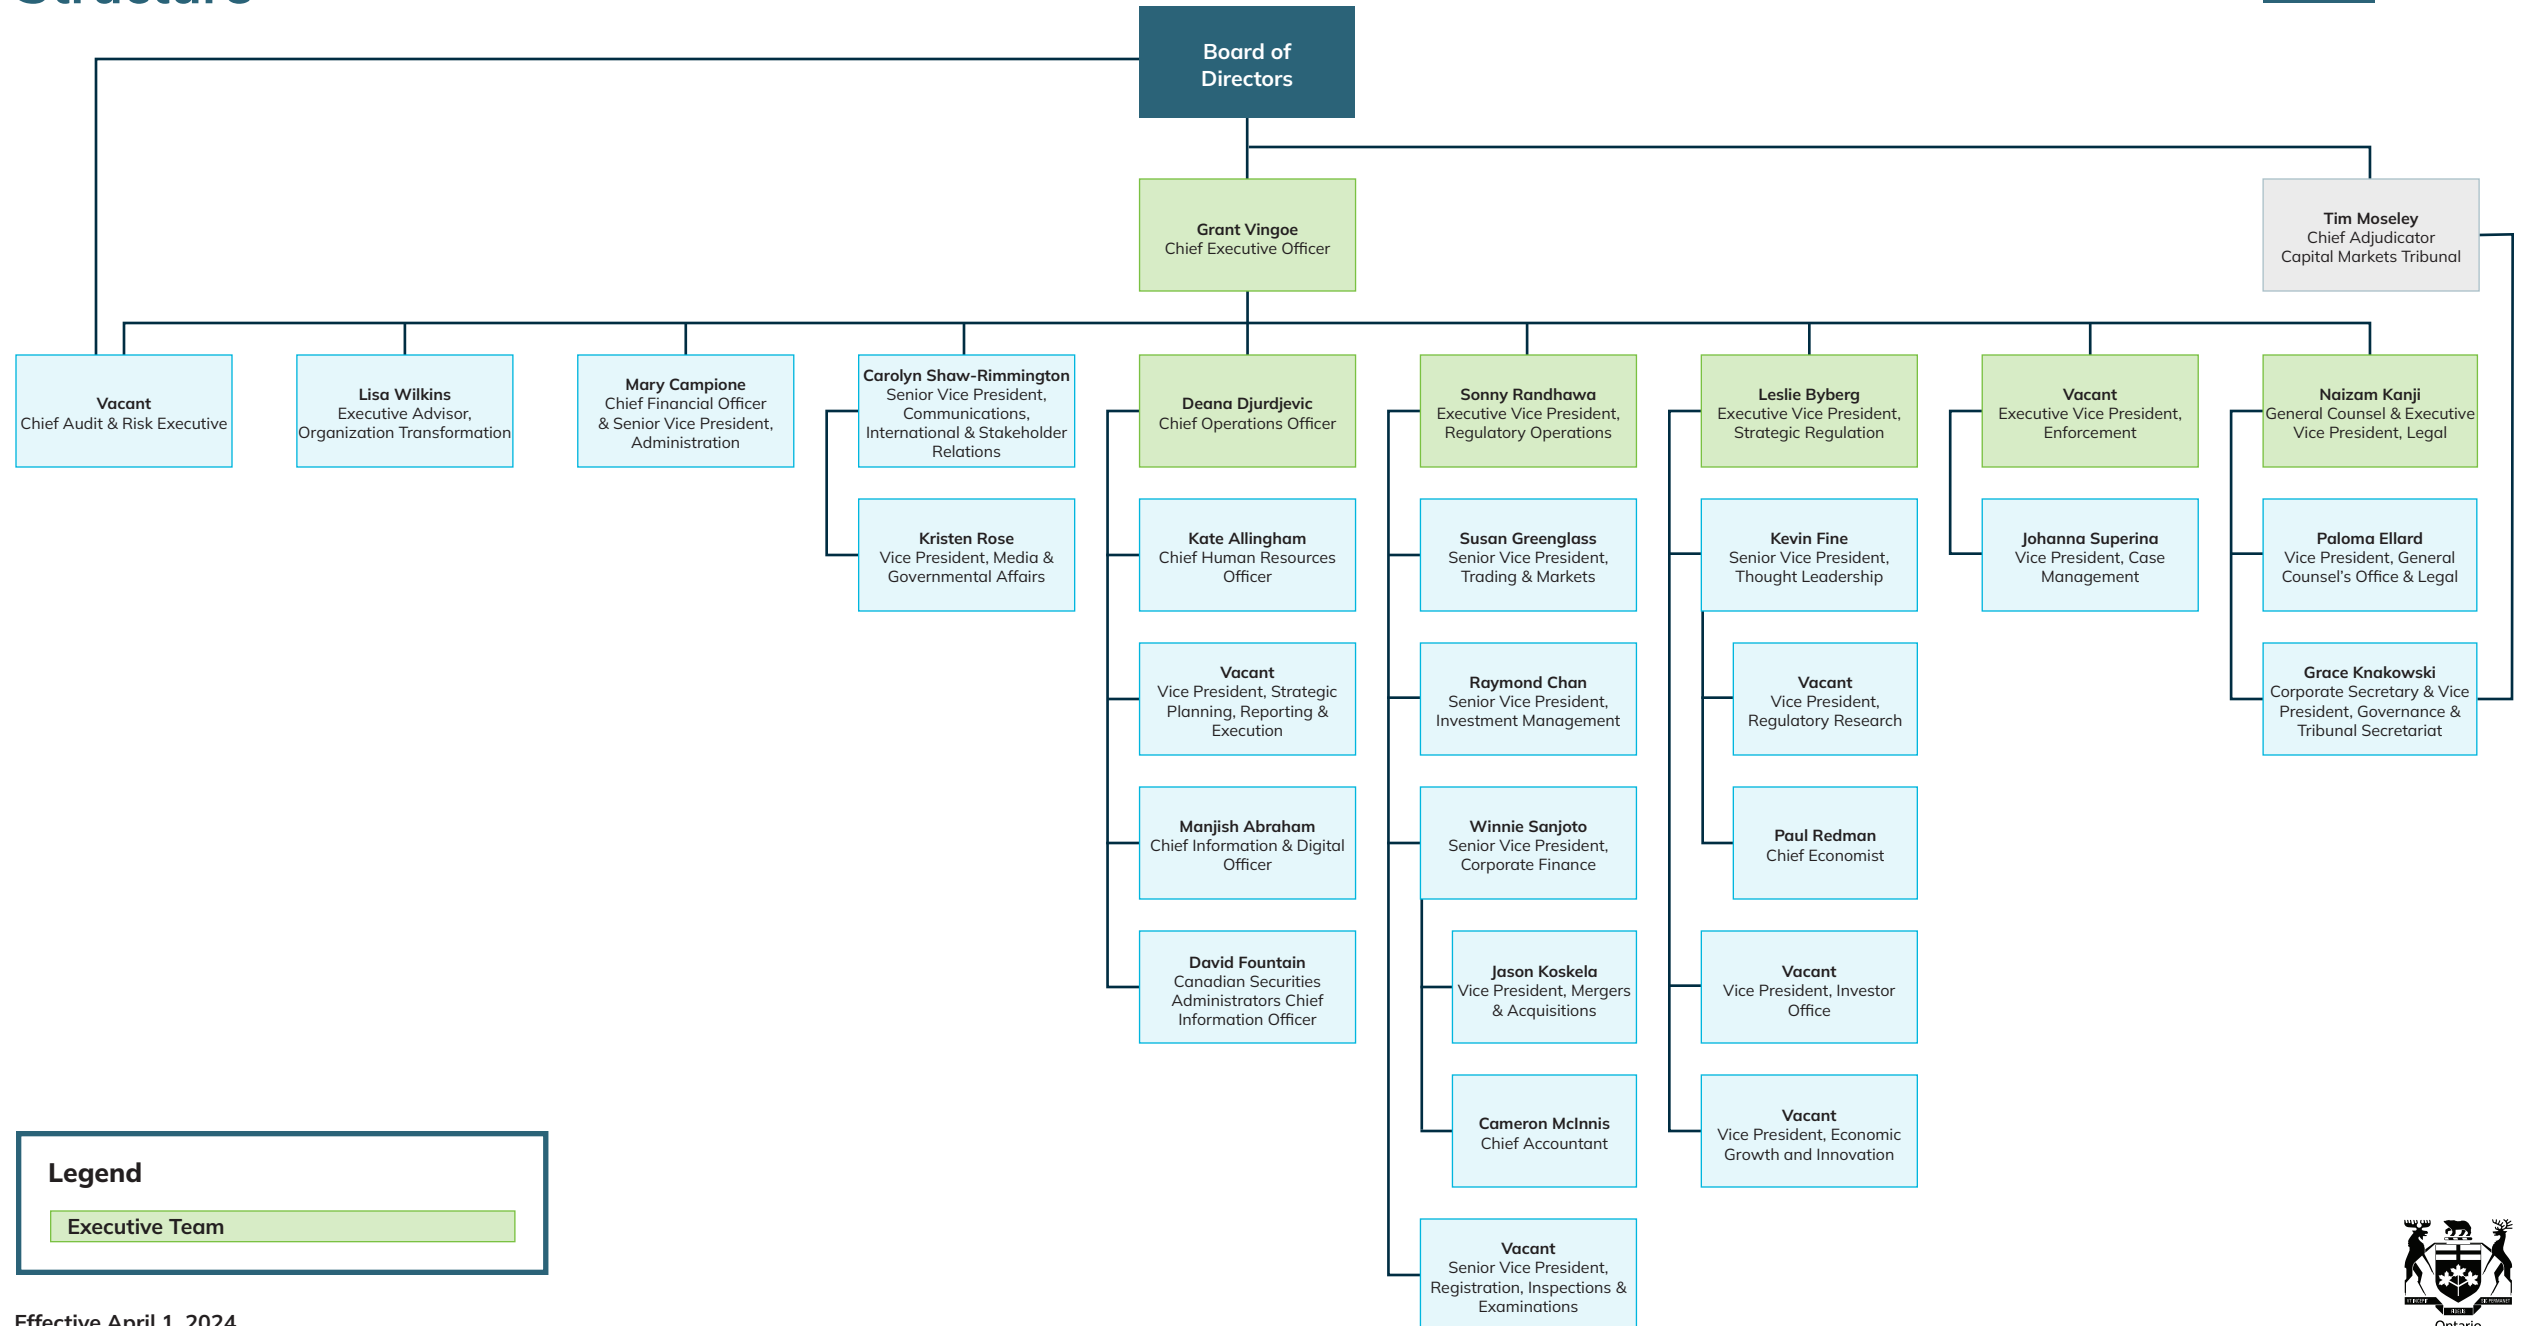 Structure
Board of
Directors
Grant Vingoe
Chief Executive Officer
Tim Moseley
Chief Adjudicator
Capital Markets Tribunal
Vacant
Chief Audit & Risk Executive
Lisa Wilkins
Executive Advisor,
Organization Transformation
Mary Campione
Chief Financial Officer
& Senior Vice President,
Administration
Carolyn Shaw-Rimmington
Senior Vice President,
Communications,
International & Stakeholder
Relations
Kristen Rose
Vice President, Media &
Governmental Affairs
Deana Djurdjevic
Chief Operations Officer
Kate Allingham
Chief Human Resources
Officer
Vacant
Vice President, Strategic
Planning, Reporting &
Execution
Manjish Abraham
Chief Information & Digital
Officer
David Fountain
Canadian Securities
Administrators Chief
Information Officer
Sonny Randhawa
Executive Vice President,
Regulatory Operations
Susan Greenglass
Senior Vice President,
Trading & Markets
Raymond Chan
Senior Vice President,
Investment Management
Winnie Sanjoto
Senior Vice President,
Corporate Finance
Jason Koskela
Vice President, Mergers
& Acquisitions
Cameron McInnis
Chief Accountant
Vacant
Senior Vice President,
Registration, Inspections &
Examinations
Leslie Byberg
Executive Vice President,
Strategic Regulation
Kevin Fine
Senior Vice President,
Thought Leadership
Vacant
Vice President,
Regulatory Research
Paul Redman
Chief Economist
Vacant
Vice President, Investor
Office
Vacant
Vice President, Economic
Growth and Innovation
Vacant
Executive Vice President,
Enforcement
Johanna Superina
Vice President, Case
Management
Naizam Kanji
General Counsel & Executive
Vice President, Legal
Paloma Ellard
Vice President, General
Counsel’s Office & Legal
Grace Knakowski
Corporate Secretary & Vice
President, Governance &
Tribunal Secretariat
Legend
Executive Team
Effective April 1, 2024
Ontario